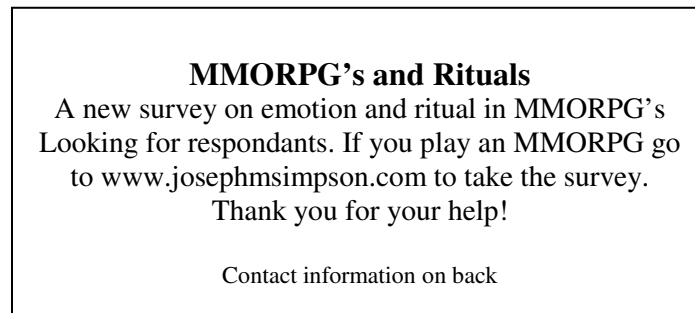 MMORPG's and Rituals
A new survey on emotion and ritual in MMORPG's
Looking for respondants. If you play an MMORPG go
to www.josephmsimpson.com to take the survey.
Thank you for your help!
Contact information on back